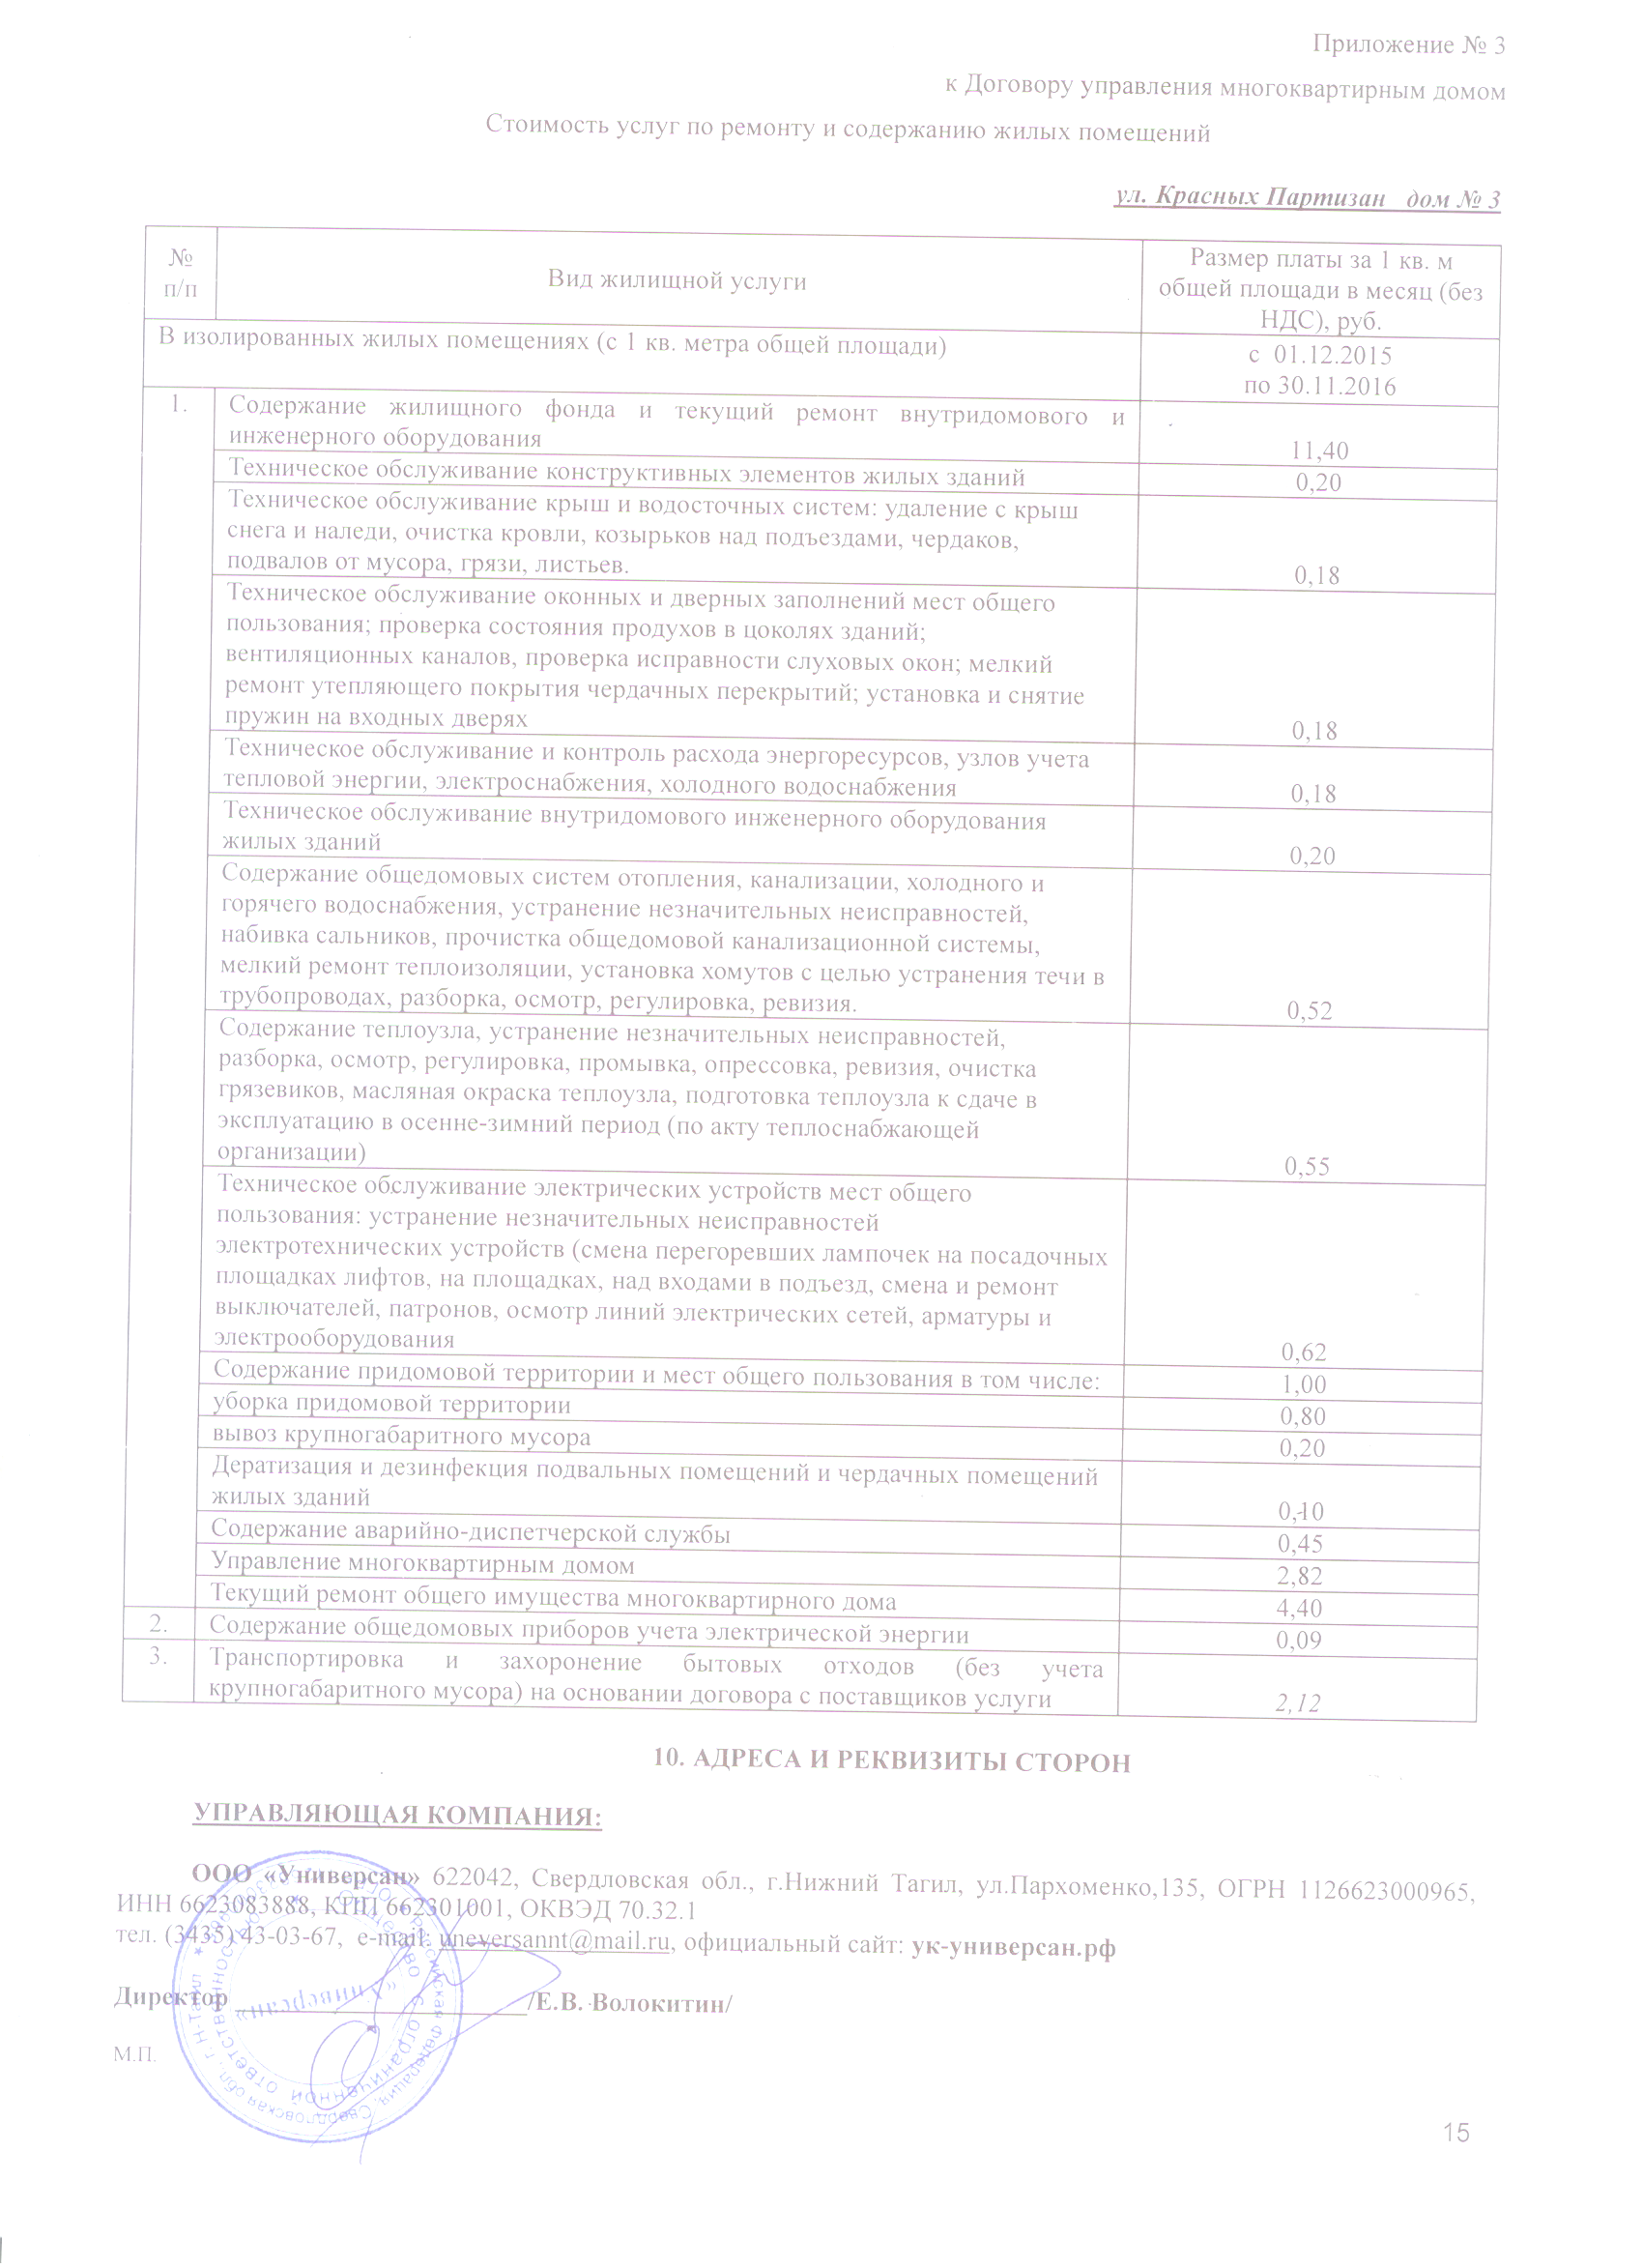 Приложение № 3
к Договору управления многоквартирным домом
Стоимость услуг по ремонту и содержанию жилых помещений
ул. Красных Партизан дом № 3
№ п/п
Вид жилищной услуги
Размер платы за 1 кв. м
общей площади в месяц (без
НДС), руб.
В изолированных жилых помещениях (с 1 кв. метра общей площади)
с 01.12.2015
по 30.11.2016
1.
Содержание жилищного фонда и текущий ремонт внутридомового и
инженерного оборудования
11,40
Техническое обслуживание конструктивных элементов жилых зданий
0,20
Техническое обслуживание крыш и водосточных систем: удаление с крыш
снега и наледи, очистка кровли, козырьков над подъездами, чердаков,
подвалов от мусора, грязи, листьев.
0,18
Техническое обслуживание оконных и дверных заполнений мест общего
пользования; проверка состояния продухов в цоколях зданий;
вентиляционных каналов, проверка исправности слуховых окон; мелкий
ремонт утепляющего покрытия чердачных перекрытий; установка и снятие
пружин на входных дверях
0,18
Техническое обслуживание и контроль расхода энергоресурсов, узлов учета
тепловой энергии, электроснабжения, холодного водоснабжения
0,18
Техническое обслуживание внутридомового инженерного оборудования
жилых зданий
0,20
Содержание общедомовых систем отопления, канализации, холодного и
горячего водоснабжения, устранение незначительных неисправностей,
набивка сальников, прочистка общедомовой канализационной системы,
мелкий ремонт теплоизоляции, установка хомутов с целью устранения течи в
трубопроводах, разборка, осмотр, регулировка, ревизия.
0,52
Содержание теплоузла, устранение незначительных неисправностей,
разборка, осмотр, регулировка, промывка, опрессовка, ревизия, очистка
грязевиков, масляная окраска теплоузла, подготовка теплоузла к сдаче в
эксплуатацию в осенне-зимний период (по акту теплоснабжающей
организации)
0,55
Техническое обслуживание электрических устройств мест общего
пользования: устранение незначительных неисправностей
электротехнических устройств (смена перегоревших лампочек на посадочных
площадках лифтов, на площадках, над входами в подъезд, смена и ремонт
выключателей, патронов, осмотр линий электрических сетей, арматуры и
электрооборудования
0,62
Содержание придомовой территории и мест общего пользования в том числе:
1,00
уборка придомовой территории
0,80
вывоз крупногабаритного мусора
0,20
Дератизация и дезинфекция подвальных помещений и чердачных помещений
жилых зданий
0,10
Содержание аварийно-диспетчерской службы
0,45
Управление многоквартирным домом
2,82
Текущий ремонт общего имущества многоквартирного дома
4,40
2.
Содержание общедомовых приборов учета электрической энергии
0,09
3.
Транспортировка и захоронение бытовых отходов (без учета
крупногабаритного мусора) на основании договора с поставщиков услуги
2,12
10. АДРЕСА И РЕКВИЗИТЫ СТОРОН
УПРАВЛЯЮЩАЯ КОМПАНИЯ:
ООО «Универсан» 622042, Свердловская обл., г.Нижний Тагил, ул.Пархоменко,135, ОГРН 1126623000965,
ИНН 6623083888, КПП 662301001, ОКВЭД 70.32.1
тел. (3435) 43-03-67, e-mail: uneversannt@mail.ru, официальный сайт: ук-универсан.рф
Директор /Е.В. Волокитин/
М.П.
Российская Федерация, Свердловская обл., г. Н-Тагил
Общество с ограниченной ответственностью
«Универсан»
15